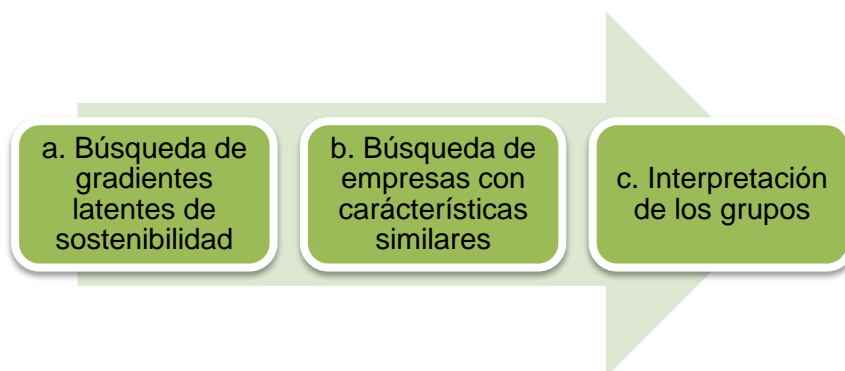 a. Búsqueda de
gradientes
latentes de
sostenibilidad
b. Búsqueda de
empresas con
carácterísticas
similares
c. Interpretación
de los grupos